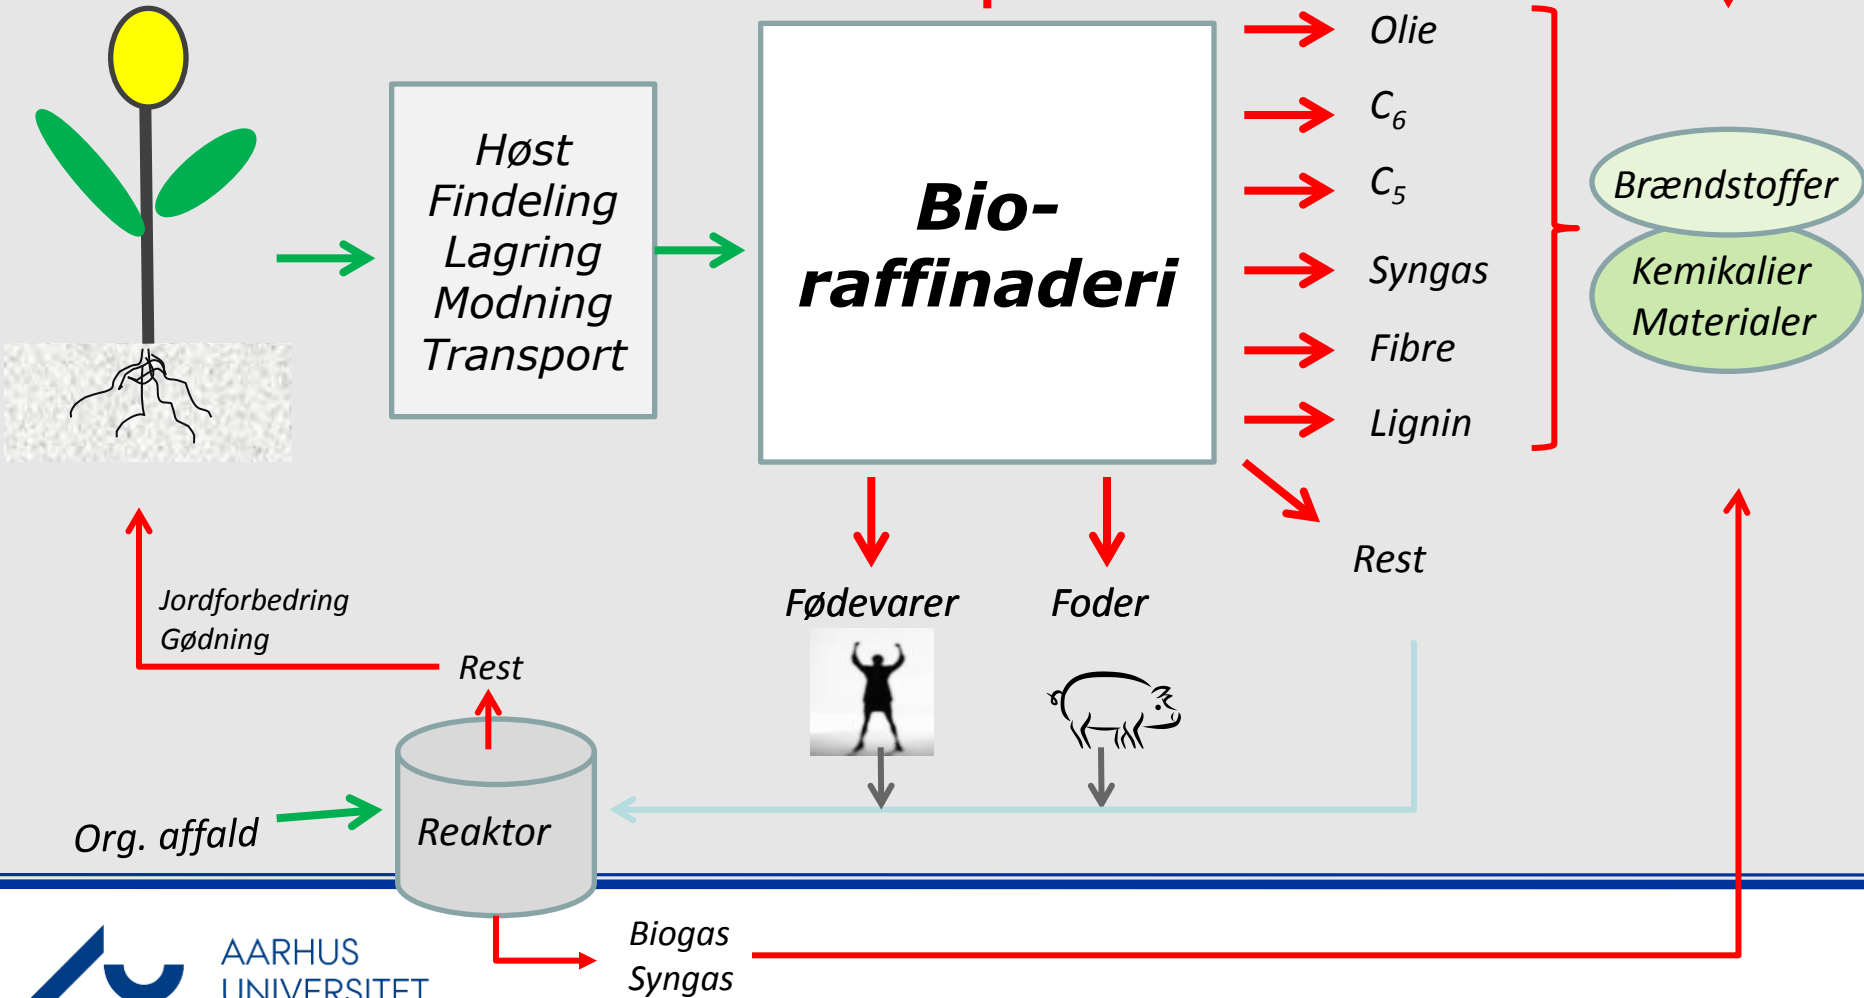 Høst
Findeling
Lagring
Modning
Transport
Bio-
raffinaderi
Olie
C₆
C₅
Syngas
Fibre
Lignin
Brændstoffer
Kemikalier
Materialer
Rest
Fødevarer
Foder
Jordforbedring
Gødning
Rest
Org. affald
Reaktor
Biogas
Syngas
AARHUS
UNIVERSITET